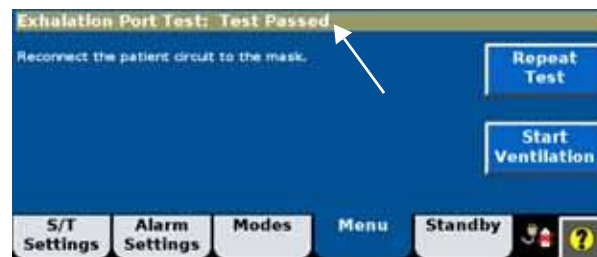 Exhalation Port Test: Test Passed
Reconnect the patient circuit to the mask.
Repeat
Test
Start
Ventilation
S/T
Settings
Alarm
Settings
Modes
Menu
Standby
?